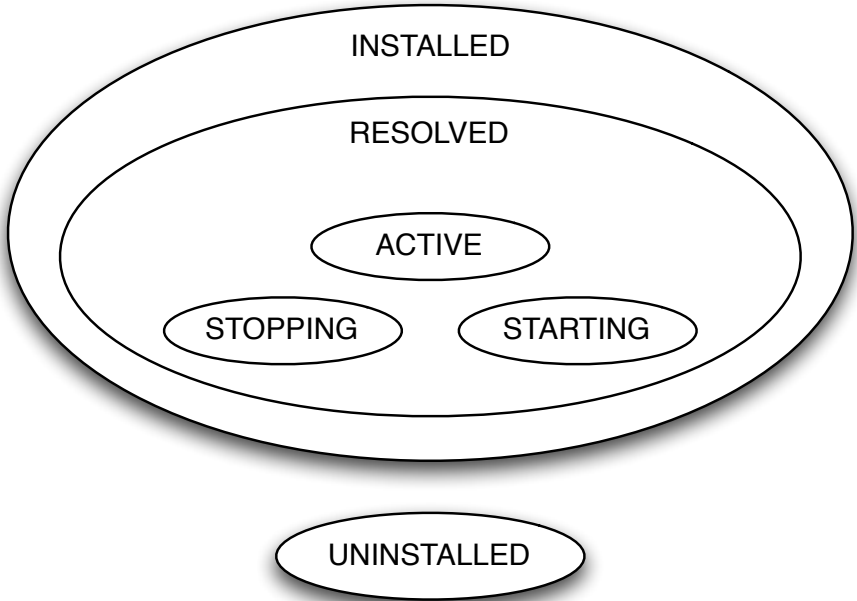 INSTALLED
RESOLVED
ACTIVE
STOPPING
STARTING
UNINSTALLED